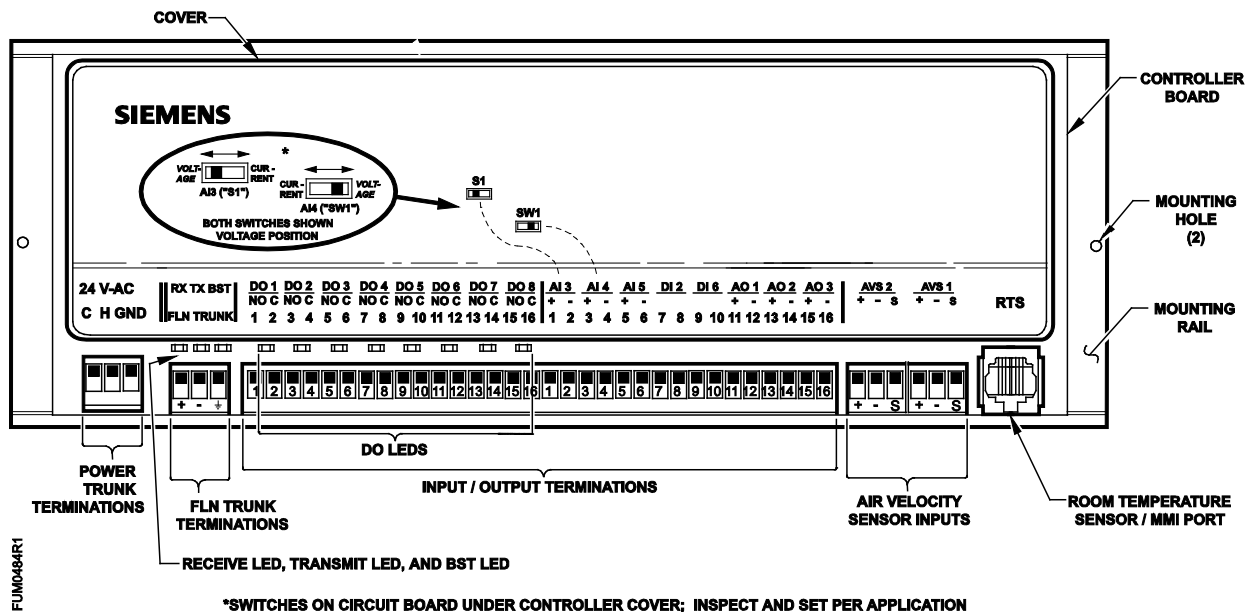 COVER
CONTROLLER
BOARD
SIEMENS
*
VOLT-
AGE
CUR -
RENT
AI3 ("S1")
CUR -
RENT
VOLT-
AGE
AI4 ("SW1")
BOTH SWITCHES SHOWN
VOLTAGE POSITION
S1
SW1
MOUNTING
HOLE
(2)
24 V-AC
C H GND
RX TX BST
FLN TRUNK
DO 1 DO 2 DO 3 DO 4 DO 5 DO 6 DO 7 DO 8 AI 3 AI 4 AI 5 DI 2 DI 6 AO 1 AO 2 AO 3
NO C NO C NO C NO C NO C NO C NO C NO C + - + - + - + - + - + -
1 2 3 4 5 6 7 8 9 10 11 12 13 14 15 16 1 2 3 4 5 6 7 8 9 10 11 12 13 14 15 16
AVS 2 AVS 1
+ - S + - S
RTS
MOUNTING
RAIL
1 2 3 4 5 6 7 8 9 10 11 12 13 14 15 16 1 2 3 4 5 6 7 8 9 10 11 12 13 14 15 16
+ - ⏚
+ - S + - S
DO LEDS
POWER
TRUNK
TERMINATIONS
FLN TRUNK
TERMINATIONS
INPUT / OUTPUT TERMINATIONS
AIR VELOCITY
SENSOR INPUTS
ROOM TEMPERATURE
SENSOR / MMI PORT
RECEIVE LED, TRANSMIT LED, AND BST LED
FUM0484R1
*SWITCHES ON CIRCUIT BOARD UNDER CONTROLLER COVER; INSPECT AND SET PER APPLICATION